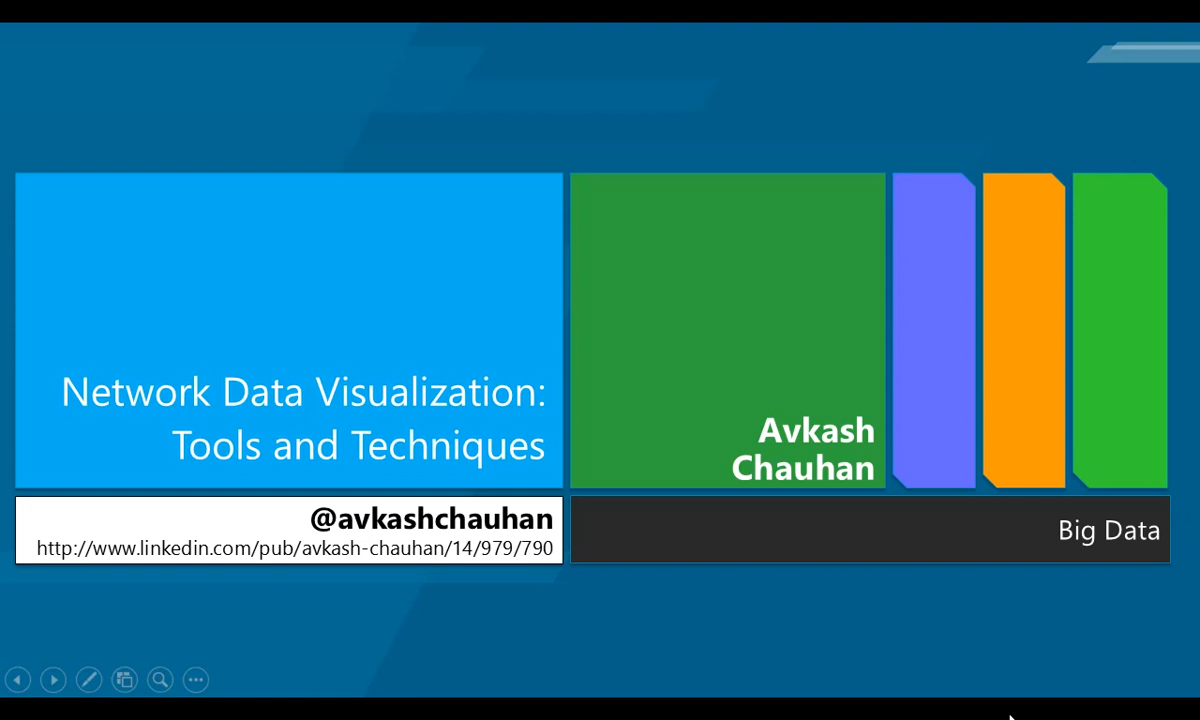 Network Data Visualization:
Tools and Techniques
Avkash
Chauhan
@avkashchauhan
http://www.linkedin.com/pub/avkash-chauhan/14/979/790
Big Data